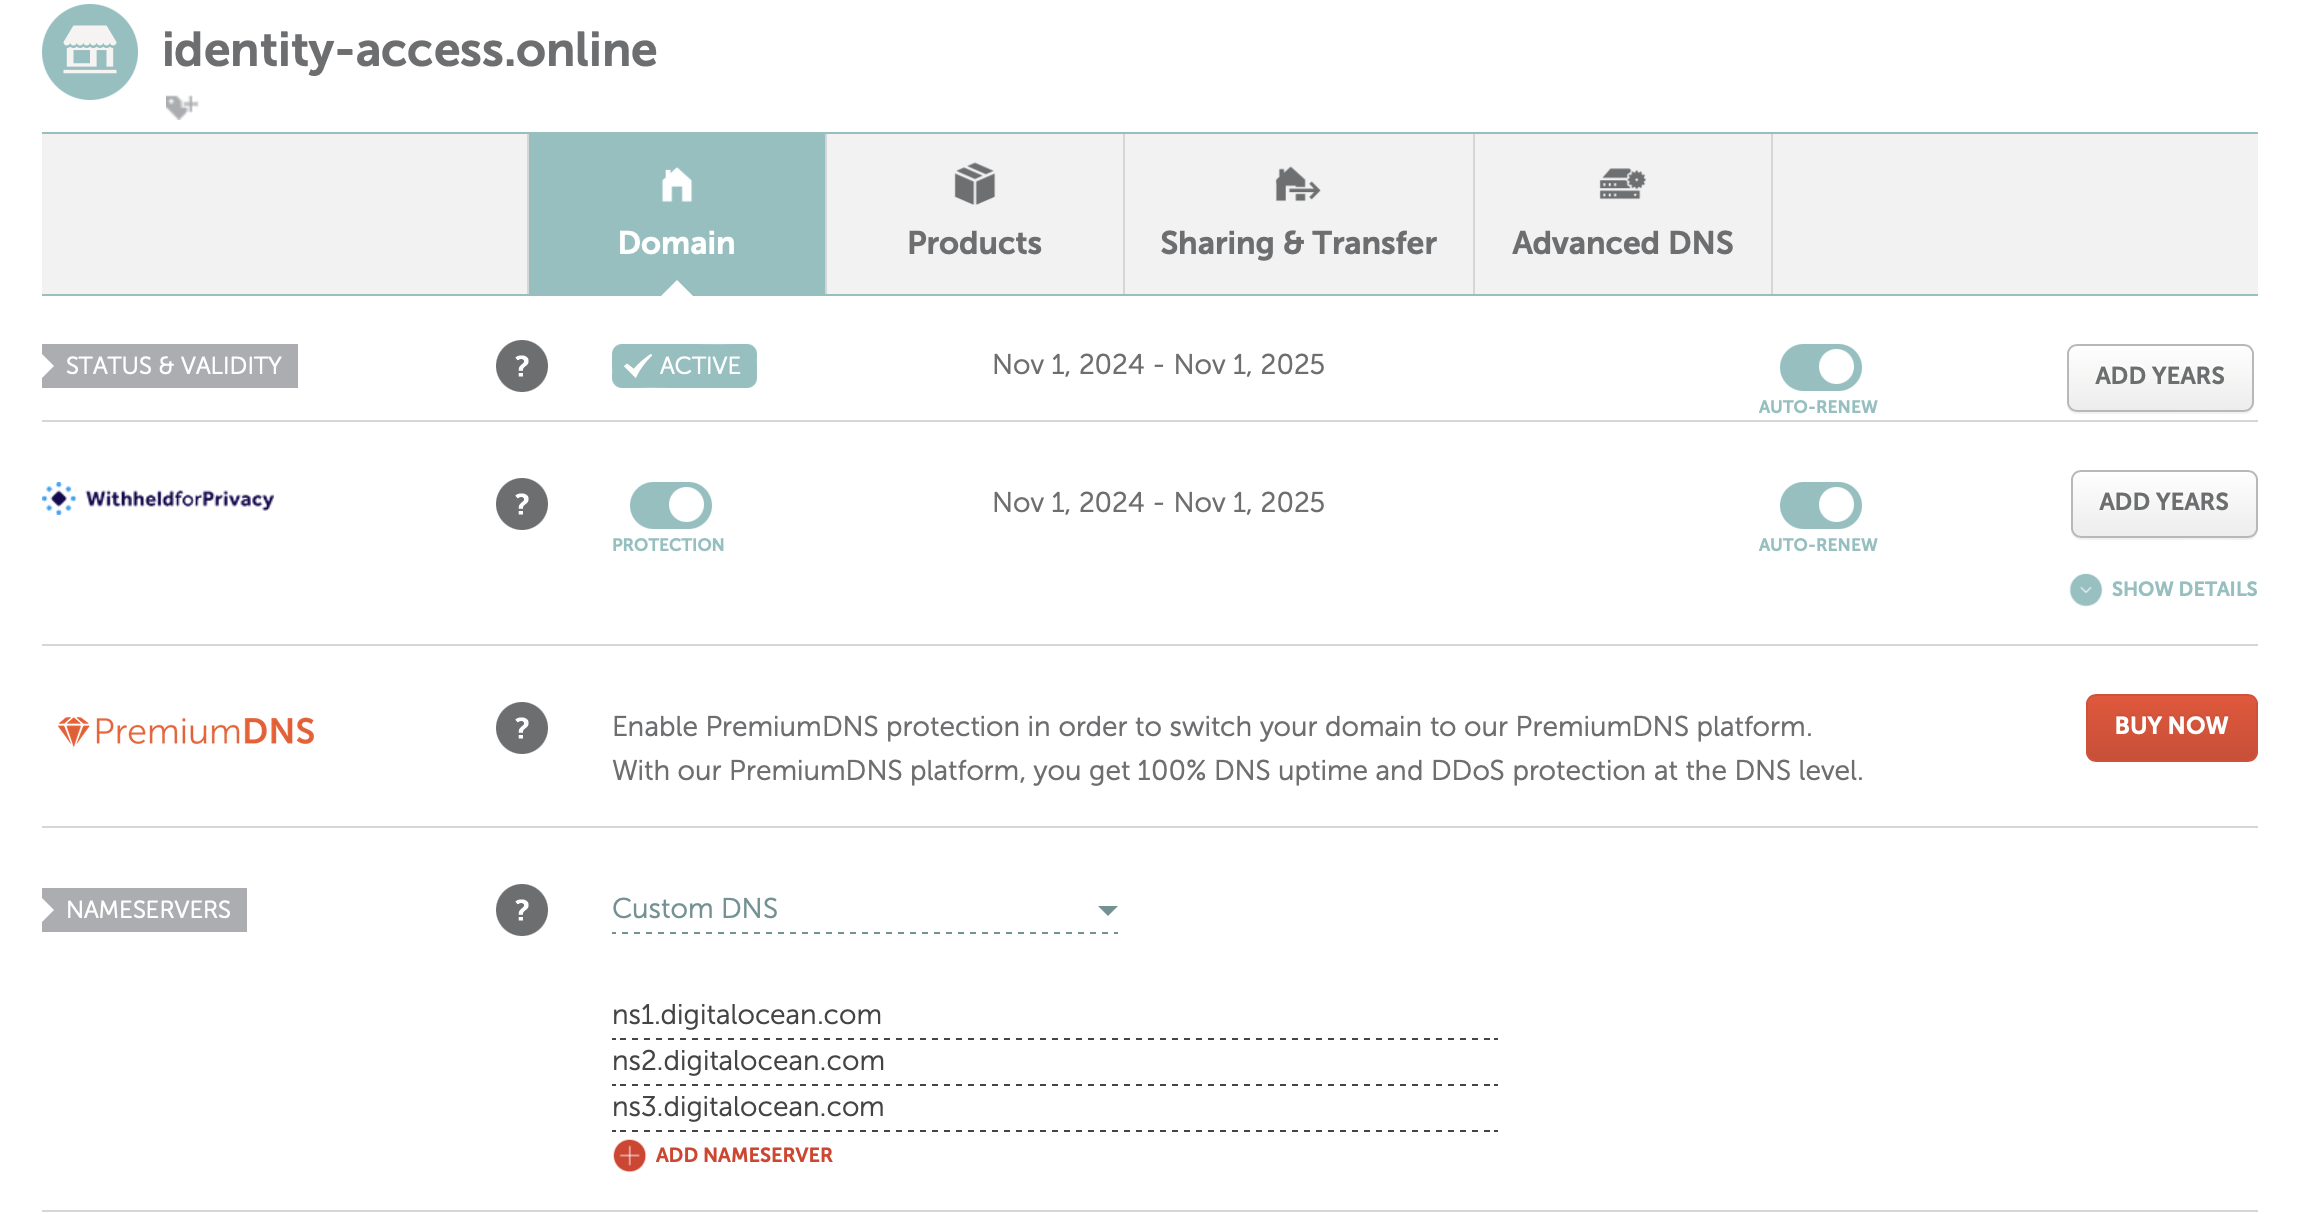 identity-access.online
Domain
Products
Sharing & Transfer
Advanced DNS
STATUS & VALIDITY
?
ACTIVE
Nov 1, 2024 - Nov 1, 2025
AUTO-RENEW
ADD YEARS
WithheldforPrivacy
?
PROTECTION
Nov 1, 2024 - Nov 1, 2025
AUTO-RENEW
ADD YEARS
SHOW DETAILS
PremiumDNS
?
Enable PremiumDNS protection in order to switch your domain to our PremiumDNS platform.
With our PremiumDNS platform, you get 100% DNS uptime and DDoS protection at the DNS level.
BUY NOW
NAMESERVERS
?
Custom DNS
ns1.digitalocean.com
ns2.digitalocean.com
ns3.digitalocean.com
ADD NAMESERVER